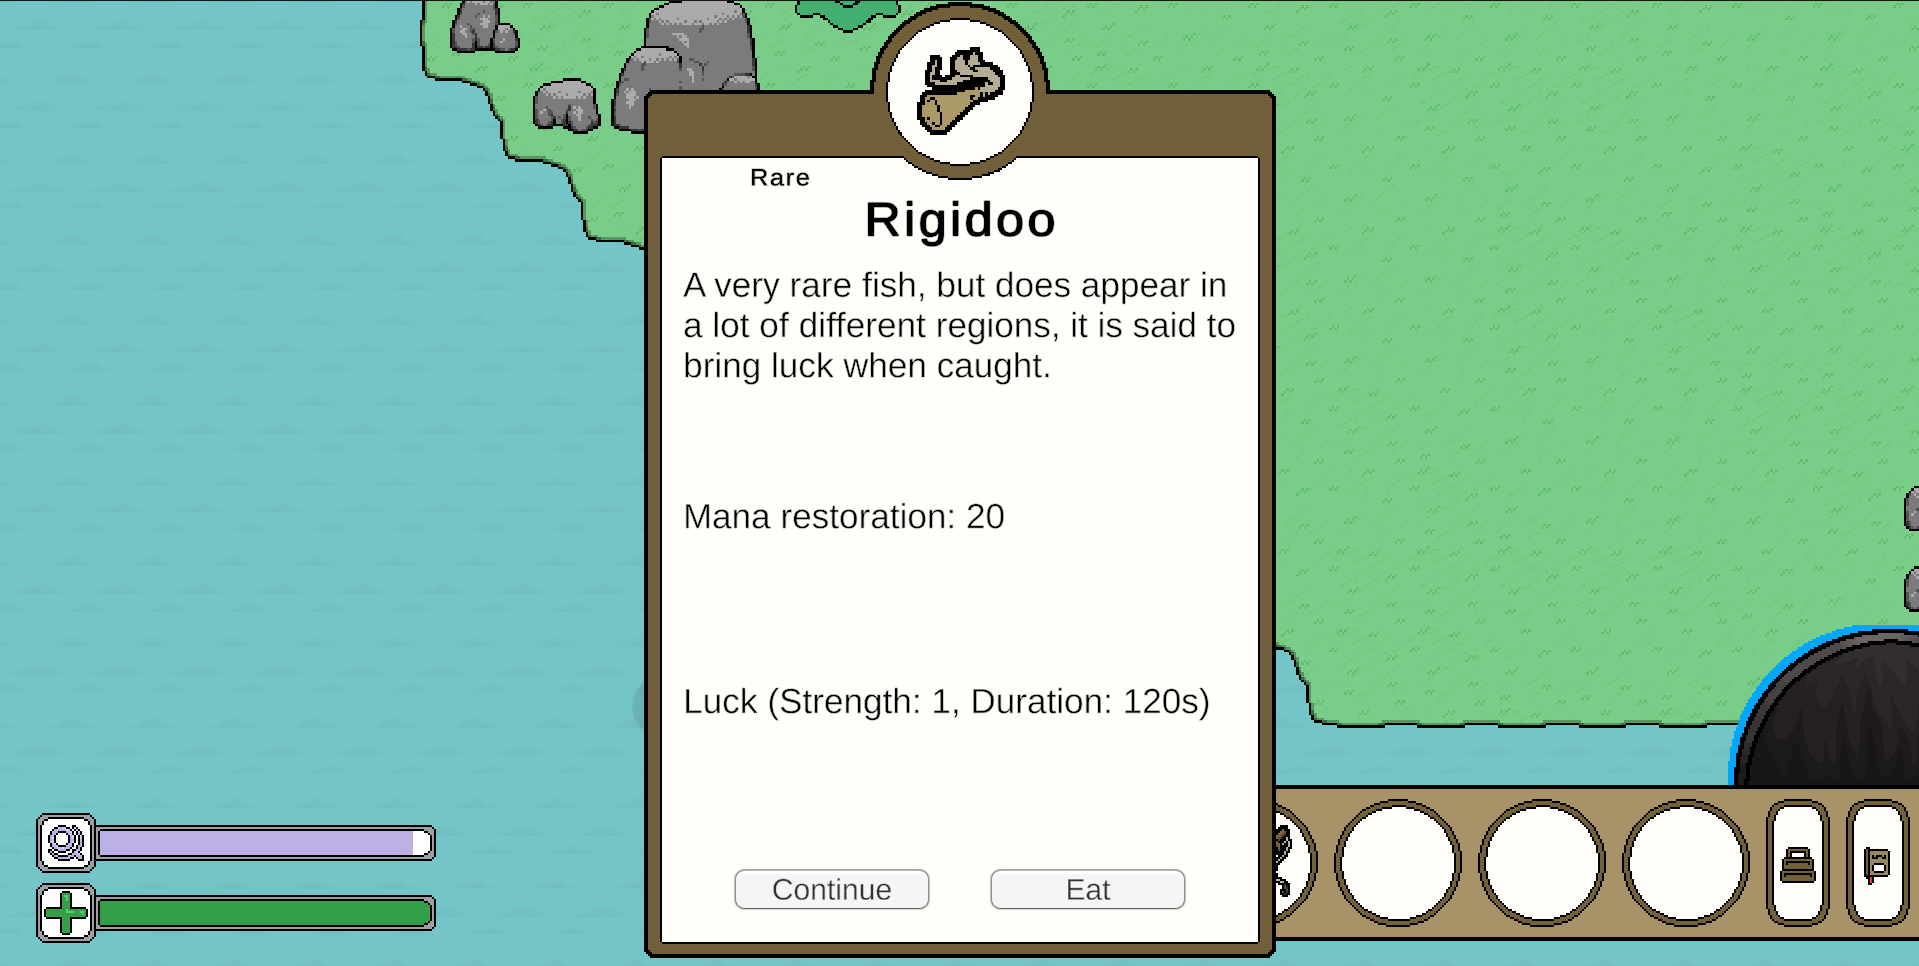 Rare
Rigidoo
A very rare fish, but does appear in
a lot of different regions, it is said to
bring luck when caught.
Mana restoration: 20
Luck (Strength: 1, Duration: 120s)
Continue
Eat